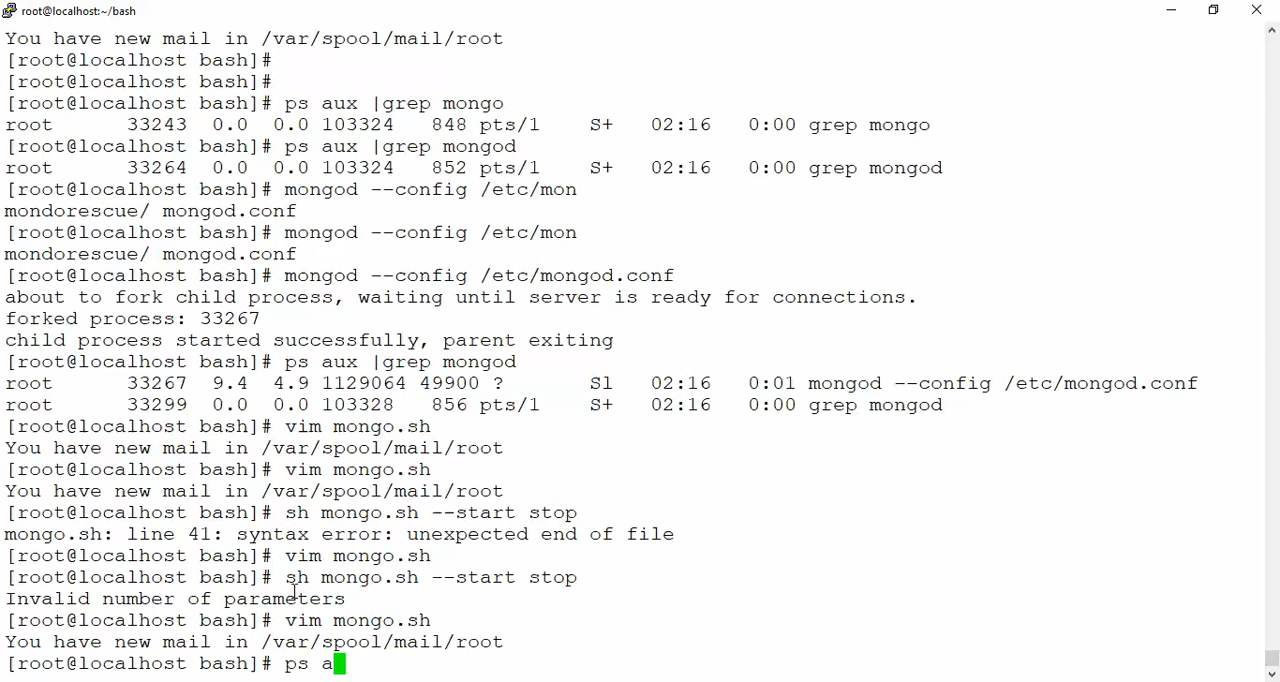 root@localhost:~/bash
You have new mail in /var/spool/mail/root
[root@localhost bash]#
[root@localhost bash]#
[root@localhost bash]# ps aux |grep mongo
root      33243  0.0  0.0 103324   848 pts/1    S+   02:16   0:00 grep mongo
[root@localhost bash]# ps aux |grep mongod
root      33264  0.0  0.0 103324   852 pts/1    S+   02:16   0:00 grep mongod
[root@localhost bash]# mongod --config /etc/mon
mondorescue/ mongod.conf
[root@localhost bash]# mongod --config /etc/mon
mondorescue/ mongod.conf
[root@localhost bash]# mongod --config /etc/mongod.conf
about to fork child process, waiting until server is ready for connections.
forked process: 33267
child process started successfully, parent exiting
[root@localhost bash]# ps aux |grep mongod
root      33267  9.4  4.9 1129064 49900 ?       Sl   02:16   0:01 mongod --config /etc/mongod.conf
root      33299  0.0  0.0 103328   856 pts/1    S+   02:16   0:00 grep mongod
[root@localhost bash]# vim mongo.sh
You have new mail in /var/spool/mail/root
[root@localhost bash]# vim mongo.sh
You have new mail in /var/spool/mail/root
[root@localhost bash]# sh mongo.sh --start stop
mongo.sh: line 41: syntax error: unexpected end of file
[root@localhost bash]# vim mongo.sh
[root@localhost bash]# sh mongo.sh --start stop
Invalid number of parameters
[root@localhost bash]# vim mongo.sh
You have new mail in /var/spool/mail/root
[root@localhost bash]# ps a